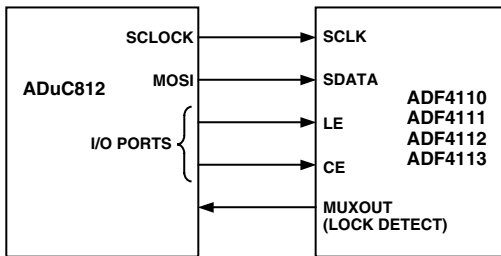 SCLOCK
MOSI
ADuC812
I/O PORTS
SCLK
SDATA
LE
CE
MUXOUT
(LOCK DETECT)
ADF4110
ADF4111
ADF4112
ADF4113